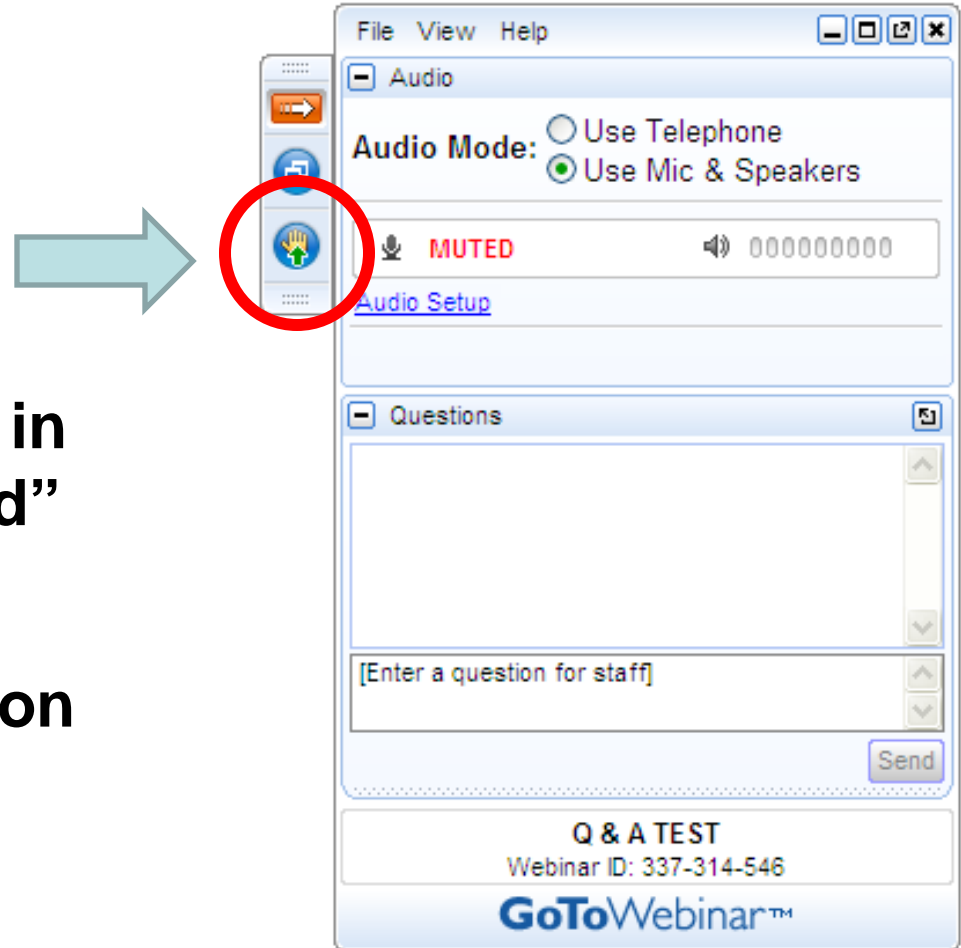 File View Help
Audio
Audio Mode: Use Telephone
Use Mic & Speakers
MUTED 000000000
Audio Setup
in
d”
on
Questions
[Enter a question for staff]
Send
Q & A TEST
Webinar ID: 337-314-546
GoToWebinar™